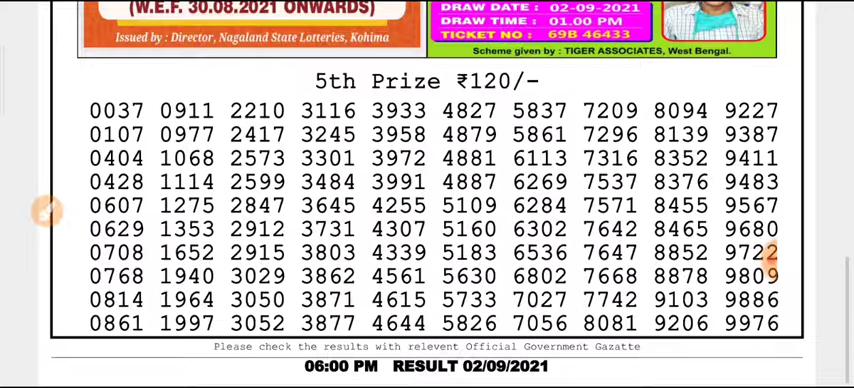 (W.E.F. 30.08.2021 ONWARDS)
Issued by : Director, Nagaland State Lotteries, Kohima
DRAW DATE : 02-09-2021
DRAW TIME : 01.00 PM
TICKET NO : 69B 46433
Scheme given by : TIGER ASSOCIATES, West Bengal.
5th Prize ₹120/-
0037 0911 2210 3116 3933 4827 5837 7209 8094 9227
0107 0977 2417 3245 3958 4879 5861 7296 8139 9387
0404 1068 2573 3301 3972 4881 6113 7316 8352 9411
0428 1114 2599 3484 3991 4887 6269 7537 8376 9483
0607 1275 2847 3645 4255 5109 6284 7571 8455 9567
0629 1353 2912 3731 4307 5160 6302 7642 8465 9680
0708 1652 2915 3803 4339 5183 6536 7647 8852 9722
0768 1940 3029 3862 4561 5630 6802 7668 8878 9809
0814 1964 3050 3871 4615 5733 7027 7742 9103 9886
0861 1997 3052 3877 4644 5826 7056 8081 9206 9976
Please check the results with relevent Official Government Gazatte
06:00 PM RESULT 02/09/2021